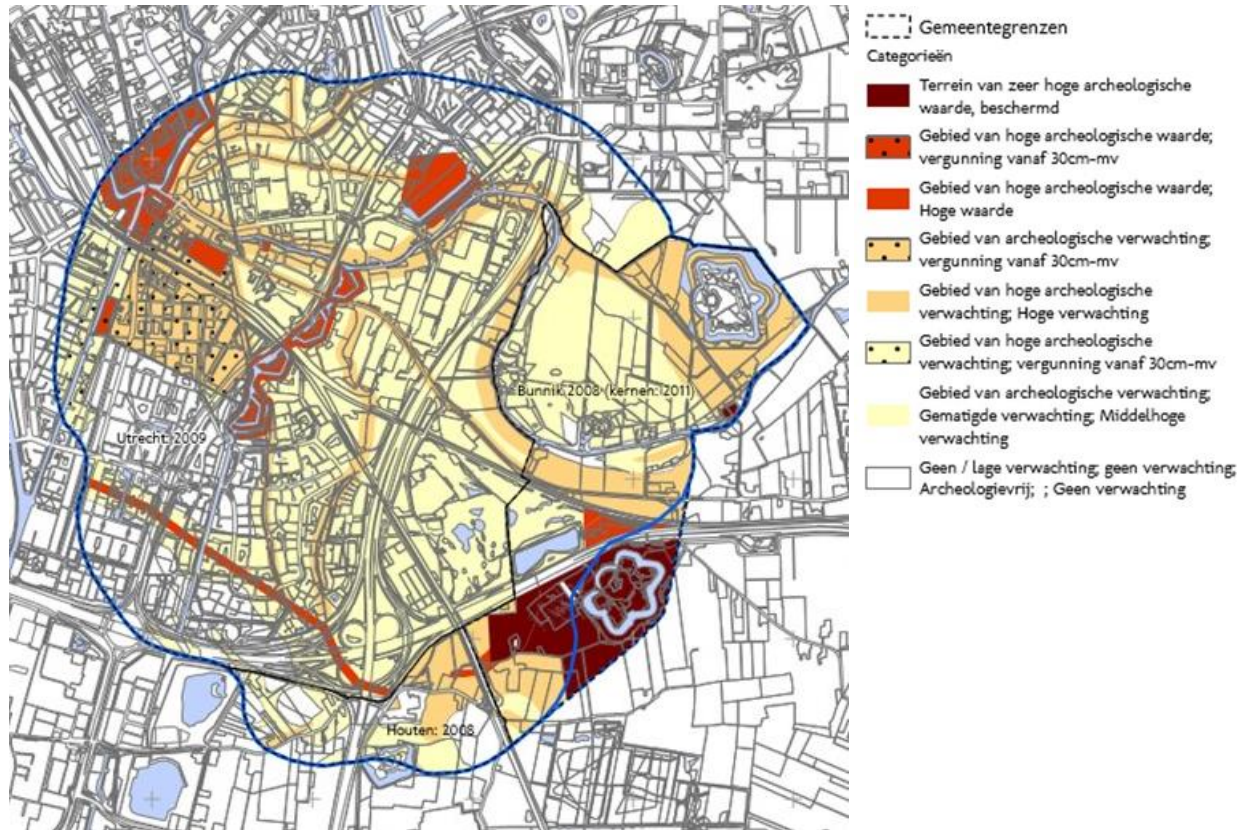 Bunnik 2008 (kernen: 2011)
Utrecht: 2009
Houten: 2008
Gemeentegrenzen
Categorieën
Terrein van zeer hoge archeologische
waarde, beschermd
Gebied van hoge archeologische waarde;
vergunning vanaf 30cm-mv
Gebied van hoge archeologische waarde;
Hoge waarde
Gebied van archeologische verwachting;
vergunning vanaf 30cm-mv
Gebied van hoge archeologische
verwachting; Hoge verwachting
Gebied van hoge archeologische
verwachting; vergunning vanaf 30cm-mv
Gebied van archeologische verwachting;
Gematigde verwachting; Middelhoge
verwachting
Geen / lage verwachting; geen verwachting;
Archeologievrij; ; Geen verwachting